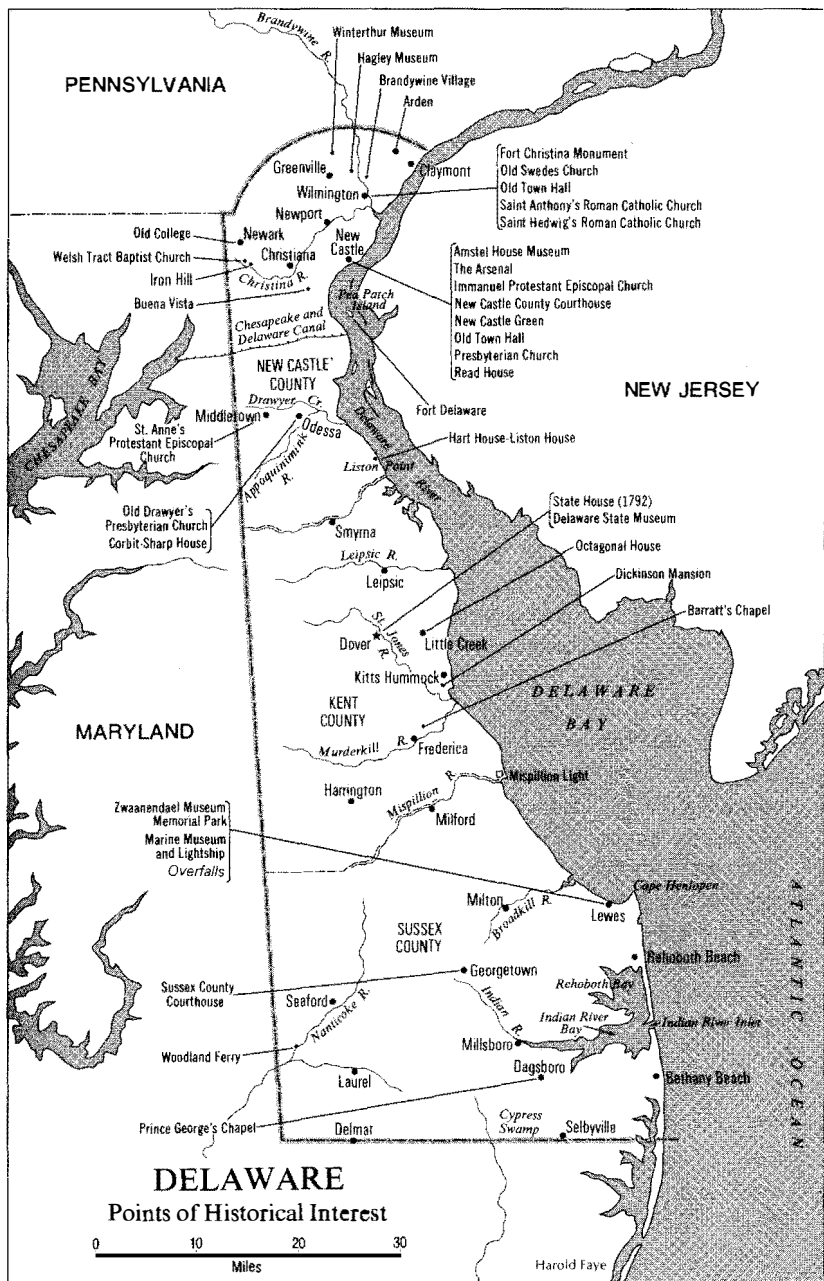 Brandywine R.
Winterthur Museum
Hagley Museum
Brandywine Village
Arden
PENNSYLVANIA
Greenville
Claymont
Wilmington
Fort Christina Monument
Old Swedes Church
Old Town Hall
Saint Anthony's Roman Catholic Church
Saint Hedwig's Roman Catholic Church
Newport
Old College
Newark
New
Castle
Welsh Tract Baptist Church
Christiana
Iron Hill
Christina R.
Buena Vista
Amstel House Museum
The Arsenal
Immanuel Protestant Episcopal Church
New Castle County Courthouse
New Castle Green
Old Town Hall
Presbyterian Church
Read House
Pea Patch
Island
Chesapeake and
Delaware Canal
NEW CASTLE'
COUNTY
NEW JERSEY
CHESAPEAKE BAY
Drawyer Cr.
Fort Delaware
Middletown
Odessa
St. Anne's
Protestant Episcopal
Church
Delaware River
Hart House-Liston House
Appoquinimink
R.
Liston Point
Old Drawyer's
Presbyterian Church
Corbit-Sharp House
State House (1792)
Delaware State Museum
Smyrna
Octagonal House
Leipsic R.
Leipsic
Dickinson Mansion
Barratt's Chapel
St. Jones
R.
Dover
Little Creek
Kitts Hummock
DELAWARE
BAY
KENT
COUNTY
MARYLAND
Murderkill R.
Frederica
Mispillion Light
Harrington
Mispillion R.
Milford
Zwaanendael Museum
Memorial Park
Marine Museum
and Lightship
Overfalls
Cape Henlopen
Milton
Broadkill R.
Lewes
SUSSEX
COUNTY
Rehoboth Beach
Georgetown
Sussex County
Courthouse
Rehoboth Bay
Seaford
Nanticoke R.
Indian R.
Indian River
Bay
Indian River Inlet
Millsboro
Woodland Ferry
Dagsboro
Laurel
Bethany Beach
ATLANTIC OCEAN
Prince George's Chapel
Cypress
Swamp
Delmar
Selbyville
DELAWARE
Points of Historical Interest
0 10 20 30
Miles
Harold Faye